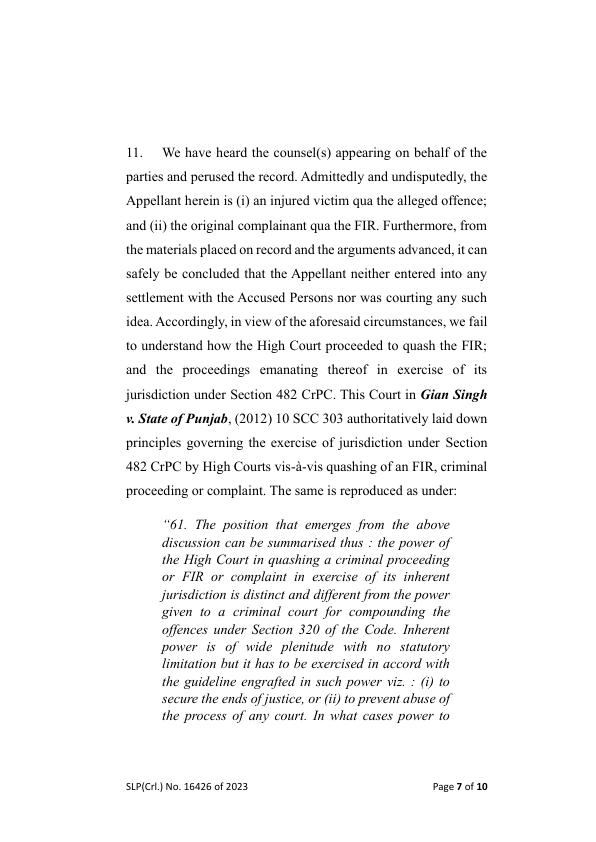 11. We have heard the counsel(s) appearing on behalf of the
parties and perused the record. Admittedly and undisputedly, the
Appellant herein is (i) an injured victim qua the alleged offence;
and (ii) the original complainant qua the FIR. Furthermore, from
the materials placed on record and the arguments advanced, it can
safely be concluded that the Appellant neither entered into any
settlement with the Accused Persons nor was courting any such
idea. Accordingly, in view of the aforesaid circumstances, we fail
to understand how the High Court proceeded to quash the FIR;
and the proceedings emanating thereof in exercise of its
jurisdiction under Section 482 CrPC. This Court in Gian Singh
v. State of Punjab, (2012) 10 SCC 303 authoritatively laid down
principles governing the exercise of jurisdiction under Section
482 CrPC by High Courts vis-à-vis quashing of an FIR, criminal
proceeding or complaint. The same is reproduced as under:
“61. The position that emerges from the above
discussion can be summarised thus : the power of
the High Court in quashing a criminal proceeding
or FIR or complaint in exercise of its inherent
jurisdiction is distinct and different from the power
given to a criminal court for compounding the
offences under Section 320 of the Code. Inherent
power is of wide plenitude with no statutory
limitation but it has to be exercised in accord with
the guideline engrafted in such power viz. : (i) to
secure the ends of justice, or (ii) to prevent abuse of
the process of any court. In what cases power to
SLP(Crl.) No. 16426 of 2023
Page 7 of 10